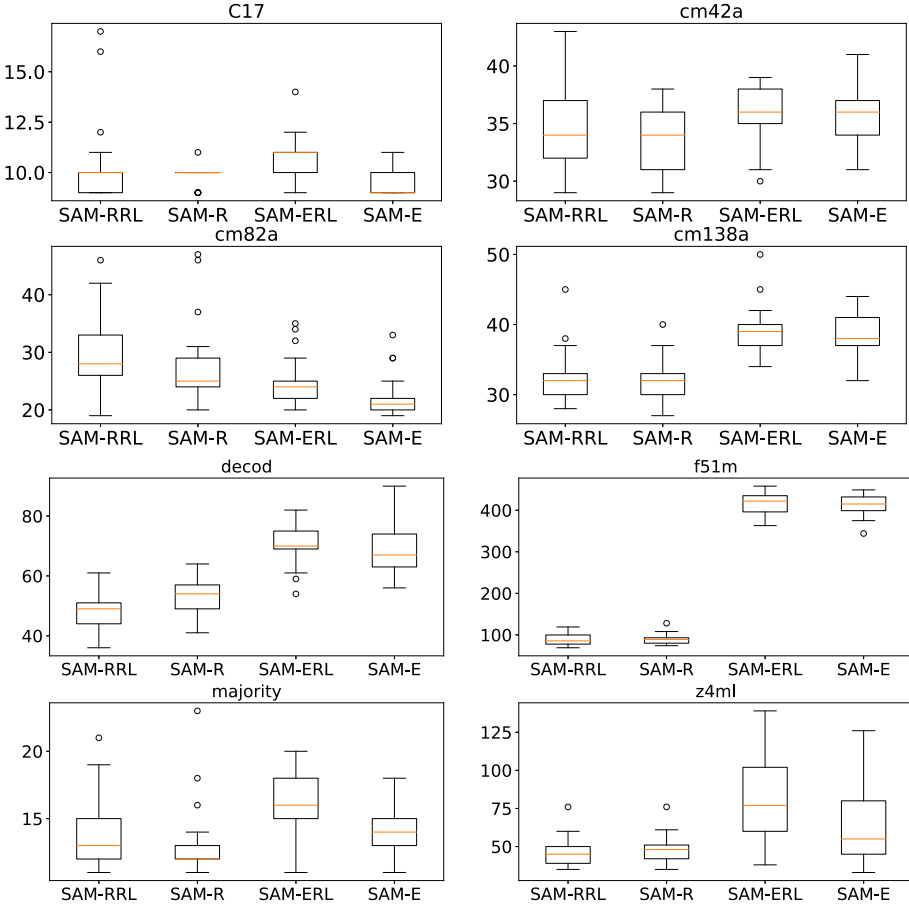 C17
15.0
12.5
10.0
SAM-RRL SAM-R SAM-ERL SAM-E
cm42a
40
35
30
SAM-RRL SAM-R SAM-ERL SAM-E
cm82a
40
30
20
SAM-RRL SAM-R SAM-ERL SAM-E
cm138a
50
40
30
SAM-RRL SAM-R SAM-ERL SAM-E
decod
80
60
40
SAM-RRL SAM-R SAM-ERL SAM-E
f51m
400
300
200
100
SAM-RRL SAM-R SAM-ERL SAM-E
majority
20
15
SAM-RRL SAM-R SAM-ERL SAM-E
z4ml
125
100
75
50
SAM-RRL SAM-R SAM-ERL SAM-E